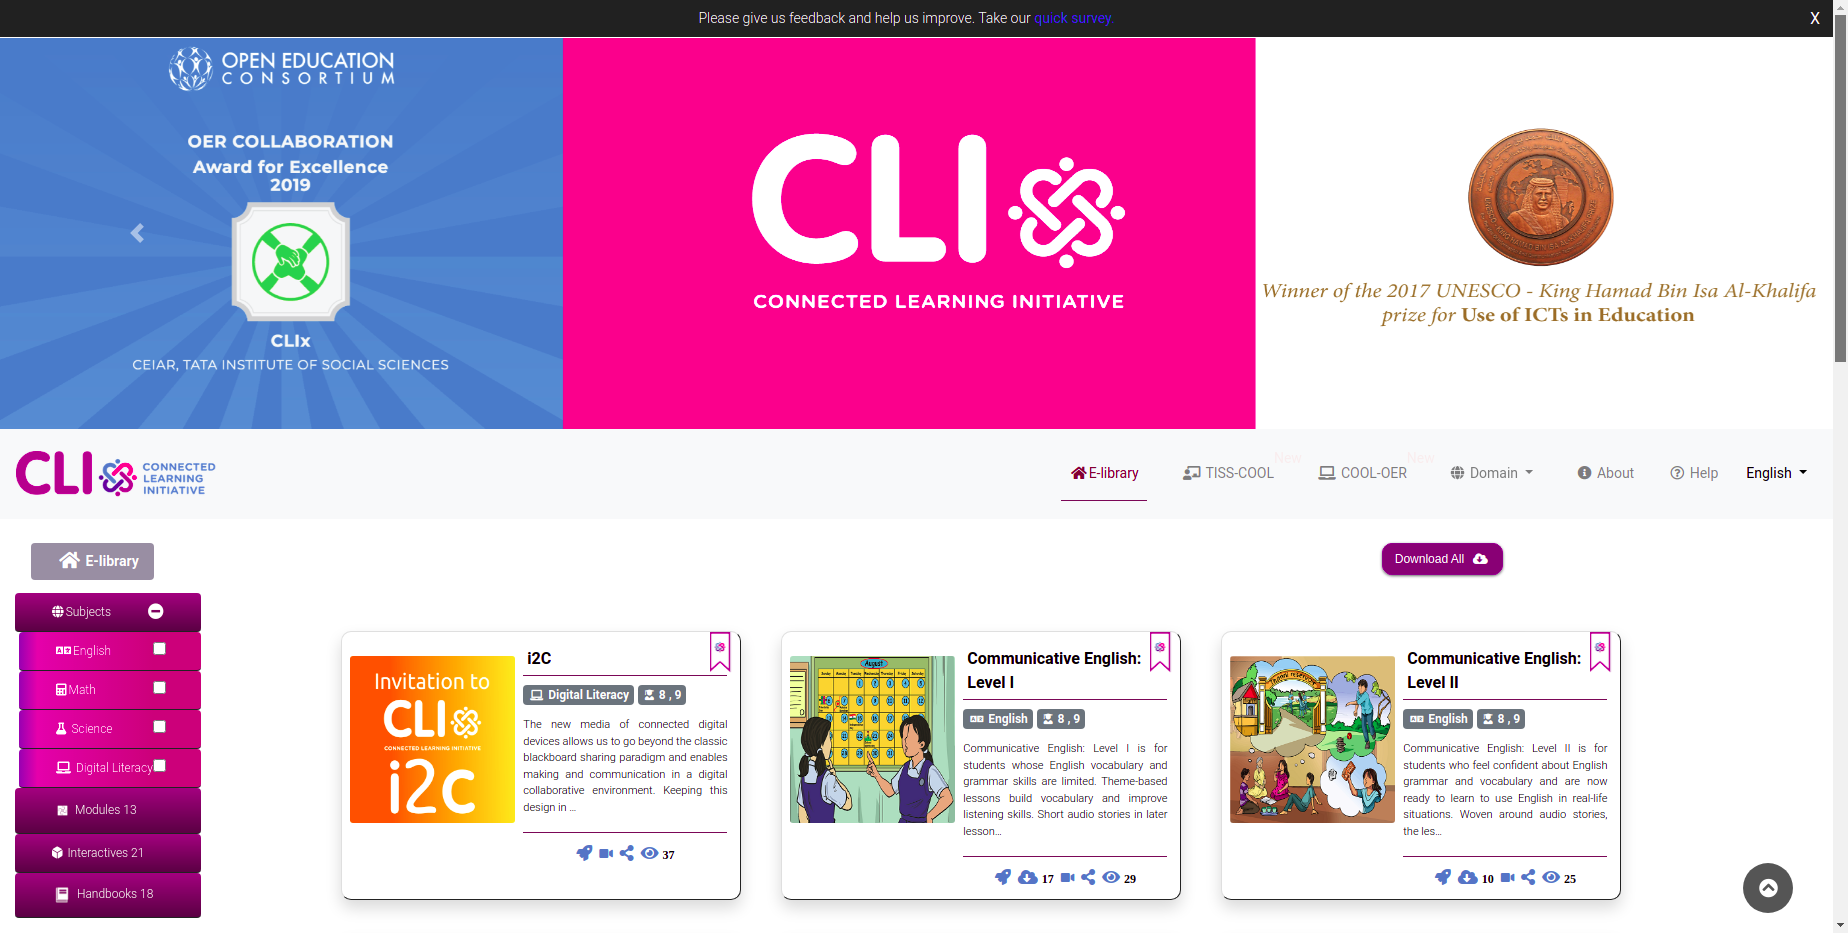 Please give us feedback and help us improve. Take our quick survey.
X
OPEN EDUCATION
CONSORTIUM
OER COLLABORATION
Award for Excellence
2019
CLIx
CEIAR, TATA INSTITUTE OF SOCIAL SCIENCES
CLI
CONNECTED LEARNING INITIATIVE
Winner of the 2017 UNESCO - King Hamad Bin Isa Al-Khalifa
prize for Use of ICTs in Education
CLI
CONNECTED
LEARNING
INITIATIVE
E-library
TISS-COOL
New
COOL-OER
New
Domain
About
Help
English
E-library
Download All
Subjects
English
Math
Science
Digital Literacy
Modules 13
Interactives 21
Handbooks 18
Invitation to
CLI
CONNECTED LEARNING INITIATIVE
i2c
i2C
Digital Literacy
8 , 9
The new media of connected digital
devices allows us to go beyond the classic
blackboard sharing paradigm and enables
making and communication in a digital
collaborative environment. Keeping this
design in ...
37
August
Communicative English:
Level I
English
8 , 9
Communicative English: Level I is for
students whose English vocabulary and
grammar skills are limited. Theme-based
lessons build vocabulary and improve
listening skills. Short audio stories in later
lesson...
17
29
Communicative English:
Level II
English
8 , 9
Communicative English: Level II is for
students who feel confident about English
grammar and vocabulary and are now
ready to learn to use English in real-life
situations. Woven around audio stories,
the les...
10
25